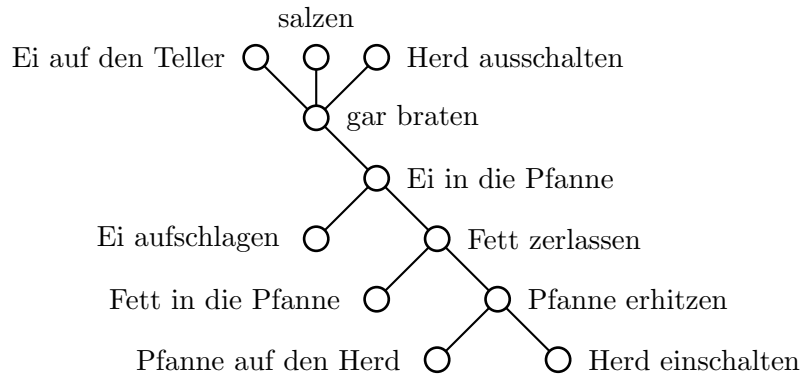 salzen
Ei auf den Teller
Herd ausschalten
gar braten
Ei in die Pfanne
Ei aufschlagen
Fett zerlassen
Fett in die Pfanne
Pfanne erhitzen
Pfanne auf den Herd
Herd einschalten